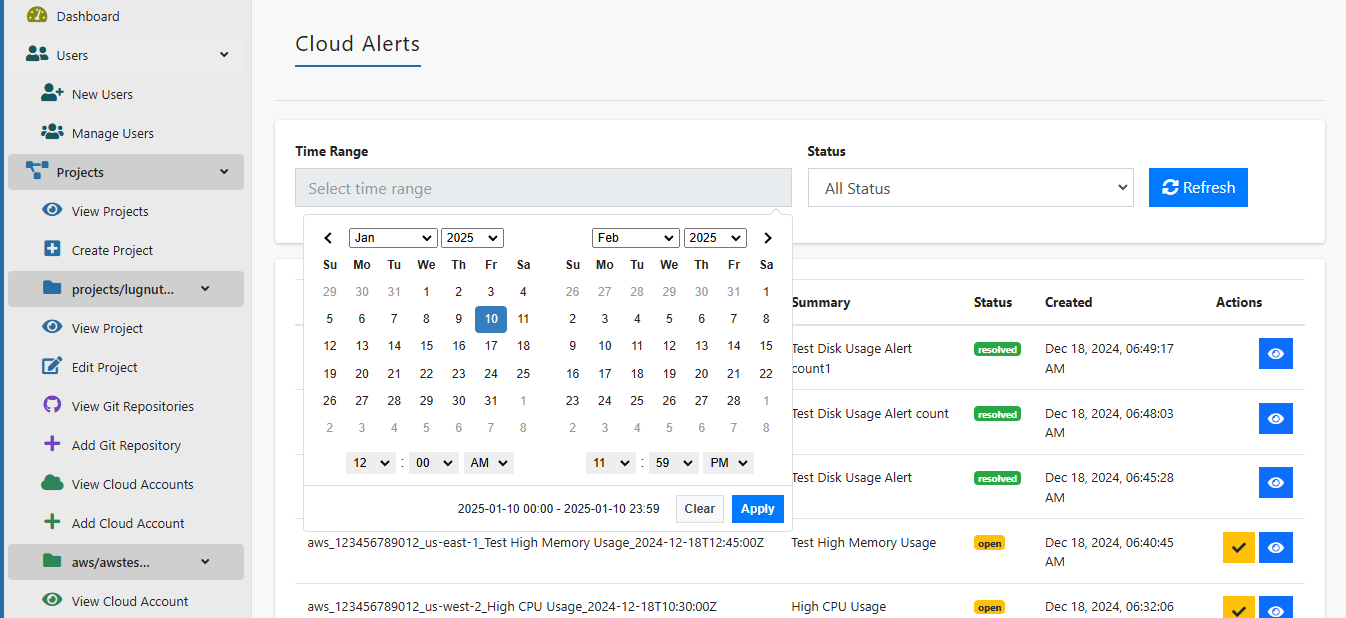 Dashboard
Users
New Users
Manage Users
Projects
View Projects
Create Project
projects/lugnut...
View Project
Edit Project
View Git Repositories
Add Git Repository
View Cloud Accounts
Add Cloud Account
aws/awstes...
View Cloud Account
Cloud Alerts
Time Range
Status
Select time range
All Status
Refresh
Jan 2025
Su Mo Tu We Th Fr Sa
29 30 31 1 2 3 4
5 6 7 8 9 10 11
12 13 14 15 16 17 18
19 20 21 22 23 24 25
26 27 28 29 30 31 1
2 3 4 5 6 7 8
12 : 00 AM
Feb 2025
Su Mo Tu We Th Fr Sa
26 27 28 29 30 31 1
2 3 4 5 6 7 8
9 10 11 12 13 14 15
16 17 18 19 20 21 22
23 24 25 26 27 28 1
2 3 4 5 6 7 8
11 : 59 PM
2025-01-10 00:00 - 2025-01-10 23:59 Clear Apply
Summary Status Created Actions
Test Disk Usage Alert
count1
resolved
Dec 18, 2024, 06:49:17
AM
Test Disk Usage Alert count
resolved
Dec 18, 2024, 06:48:03
AM
Test Disk Usage Alert
resolved
Dec 18, 2024, 06:45:28
AM
aws_123456789012_us-east-1_Test High Memory Usage_2024-12-18T12:45:00Z
Test High Memory Usage
open
Dec 18, 2024, 06:40:45
AM
aws_123456789012_us-west-2_High CPU Usage_2024-12-18T10:30:00Z
High CPU Usage
open
Dec 18, 2024, 06:32:06